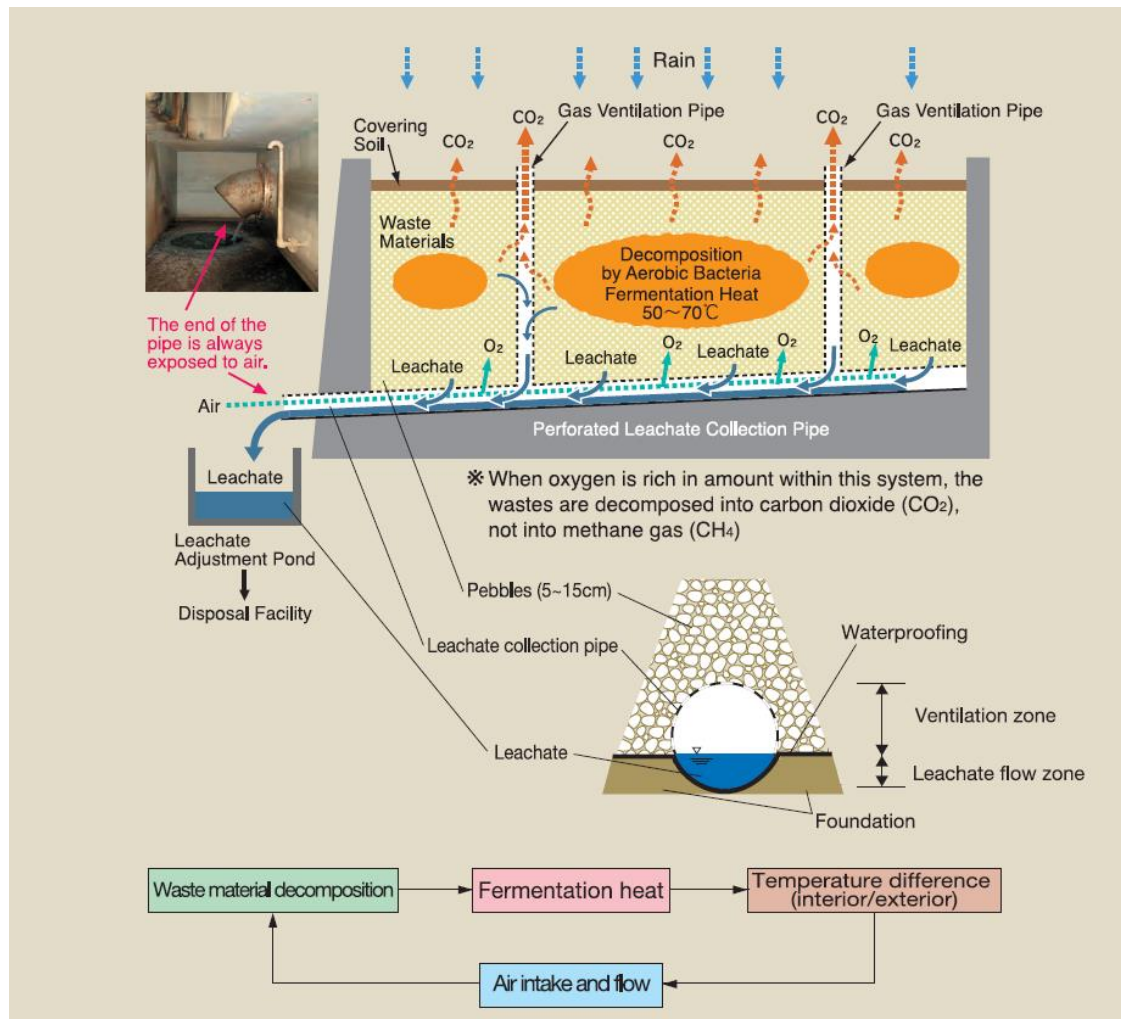 Rain
Gas Ventilation Pipe
Gas Ventilation Pipe
CO₂
CO₂
Covering
Soil
CO₂
CO₂
CO₂
Waste
Materials
Decomposition
by Aerobic Bacteria
Fermentation Heat
50～70℃
The end of the
pipe is always
exposed to air.
O₂
O₂
O₂
O₂
Leachate
Leachate
Leachate
Leachate
Air
Perforated Leachate Collection Pipe
Leachate
Leachate
Adjustment Pond
Disposal Facility
※ When oxygen is rich in amount within this system, the
wastes are decomposed into carbon dioxide (CO₂),
not into methane gas (CH₄)
Pebbles (5~15cm)
Leachate collection pipe
Leachate
Waterproofing
Ventilation zone
Leachate flow zone
Foundation
Waste material decomposition
Fermentation heat
Temperature difference
(interior/exterior)
Air intake and flow